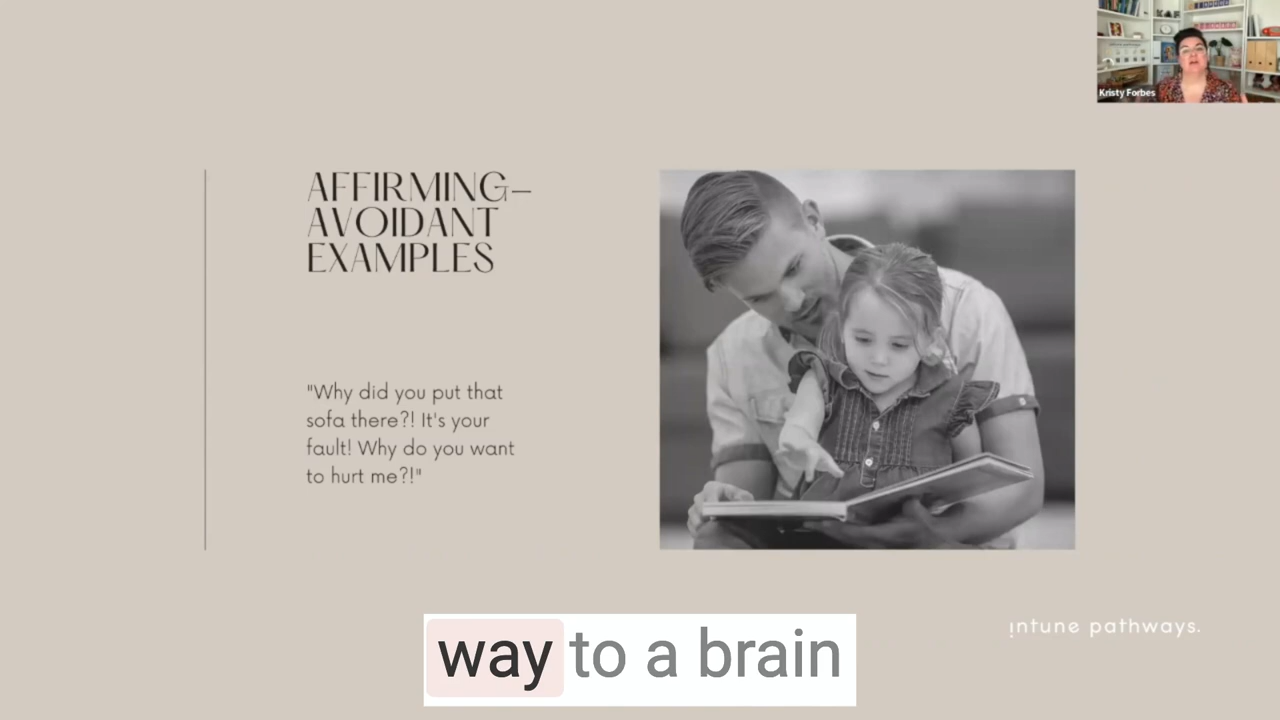 Kristy Forbes
AFFIRMING–
AVOIDANT
EXAMPLES
"Why did you put that
sofa there?! It's your
fault! Why do you want
to hurt me?!"
intune pathways.
way to a brain